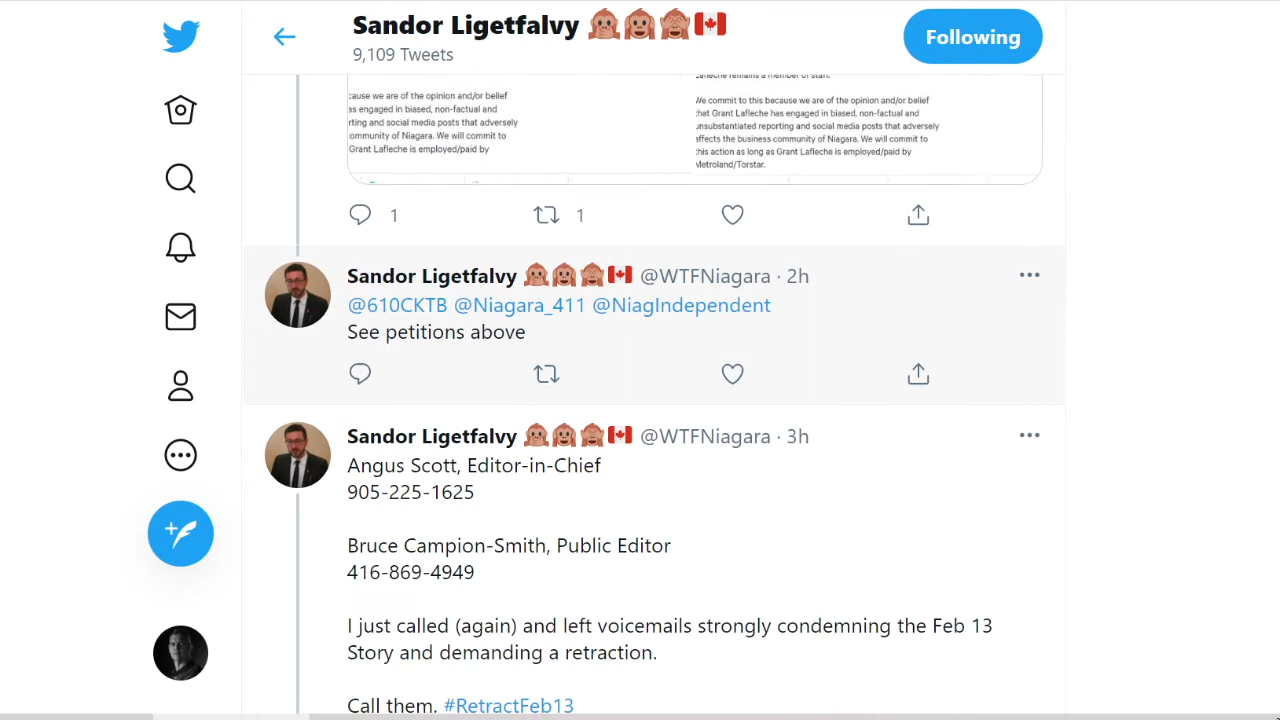 Sandor Ligetfalvy 🙊🙉🙈🇨🇦
9,109 Tweets
Following
Lafleche remains a member of staff.
cause we are of the opinion and/or belief
as engaged in biased, non-factual and
rting and social media posts that adversely
ommunity of Niagara. We will commit to
Grant Lafleche is employed/paid by
We commit to this because we are of the opinion and/or belief
that Grant Lafleche has engaged in biased, non-factual and
unsubstantiated reporting and social media posts that adversely
affects the business community of Niagara. We will commit to
this action as long as Grant Lafleche is employed/paid by
Metroland/Torstar.
1
1
Sandor Ligetfalvy 🙊🙉🙈🇨🇦 @WTFNiagara · 2h
@610CKTB @Niagara_411 @NiagIndependent
See petitions above
Sandor Ligetfalvy 🙊🙉🙈🇨🇦 @WTFNiagara · 3h
Angus Scott, Editor-in-Chief
905-225-1625
Bruce Campion-Smith, Public Editor
416-869-4949
I just called (again) and left voicemails strongly condemning the Feb 13
Story and demanding a retraction.
Call them. #RetractFeb13